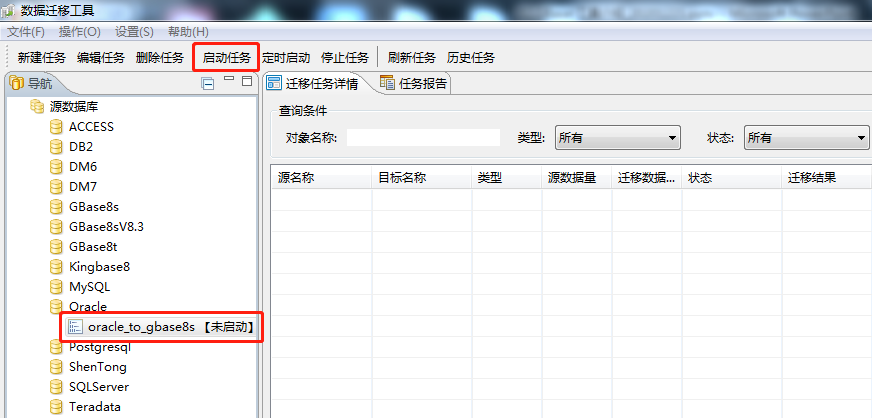 数据迁移工具
文件(F) 操作(O) 设置(S) 帮助(H)
新建任务 编辑任务 删除任务 启动任务 定时启动 停止任务 刷新任务 历史任务
导航
源数据库
ACCESS
DB2
DM6
DM7
GBase8s
GBase8sV8.3
GBase8t
Kingbase8
MySQL
Oracle
oracle_to_gbase8s 【未启动】
Postgresql
ShenTong
SQLServer
Teradata
迁移任务详情 任务报告
查询条件
对象名称: 类型: 所有 状态: 所有
源名称 目标名称 类型 源数据量 迁移数据... 状态 迁移结果